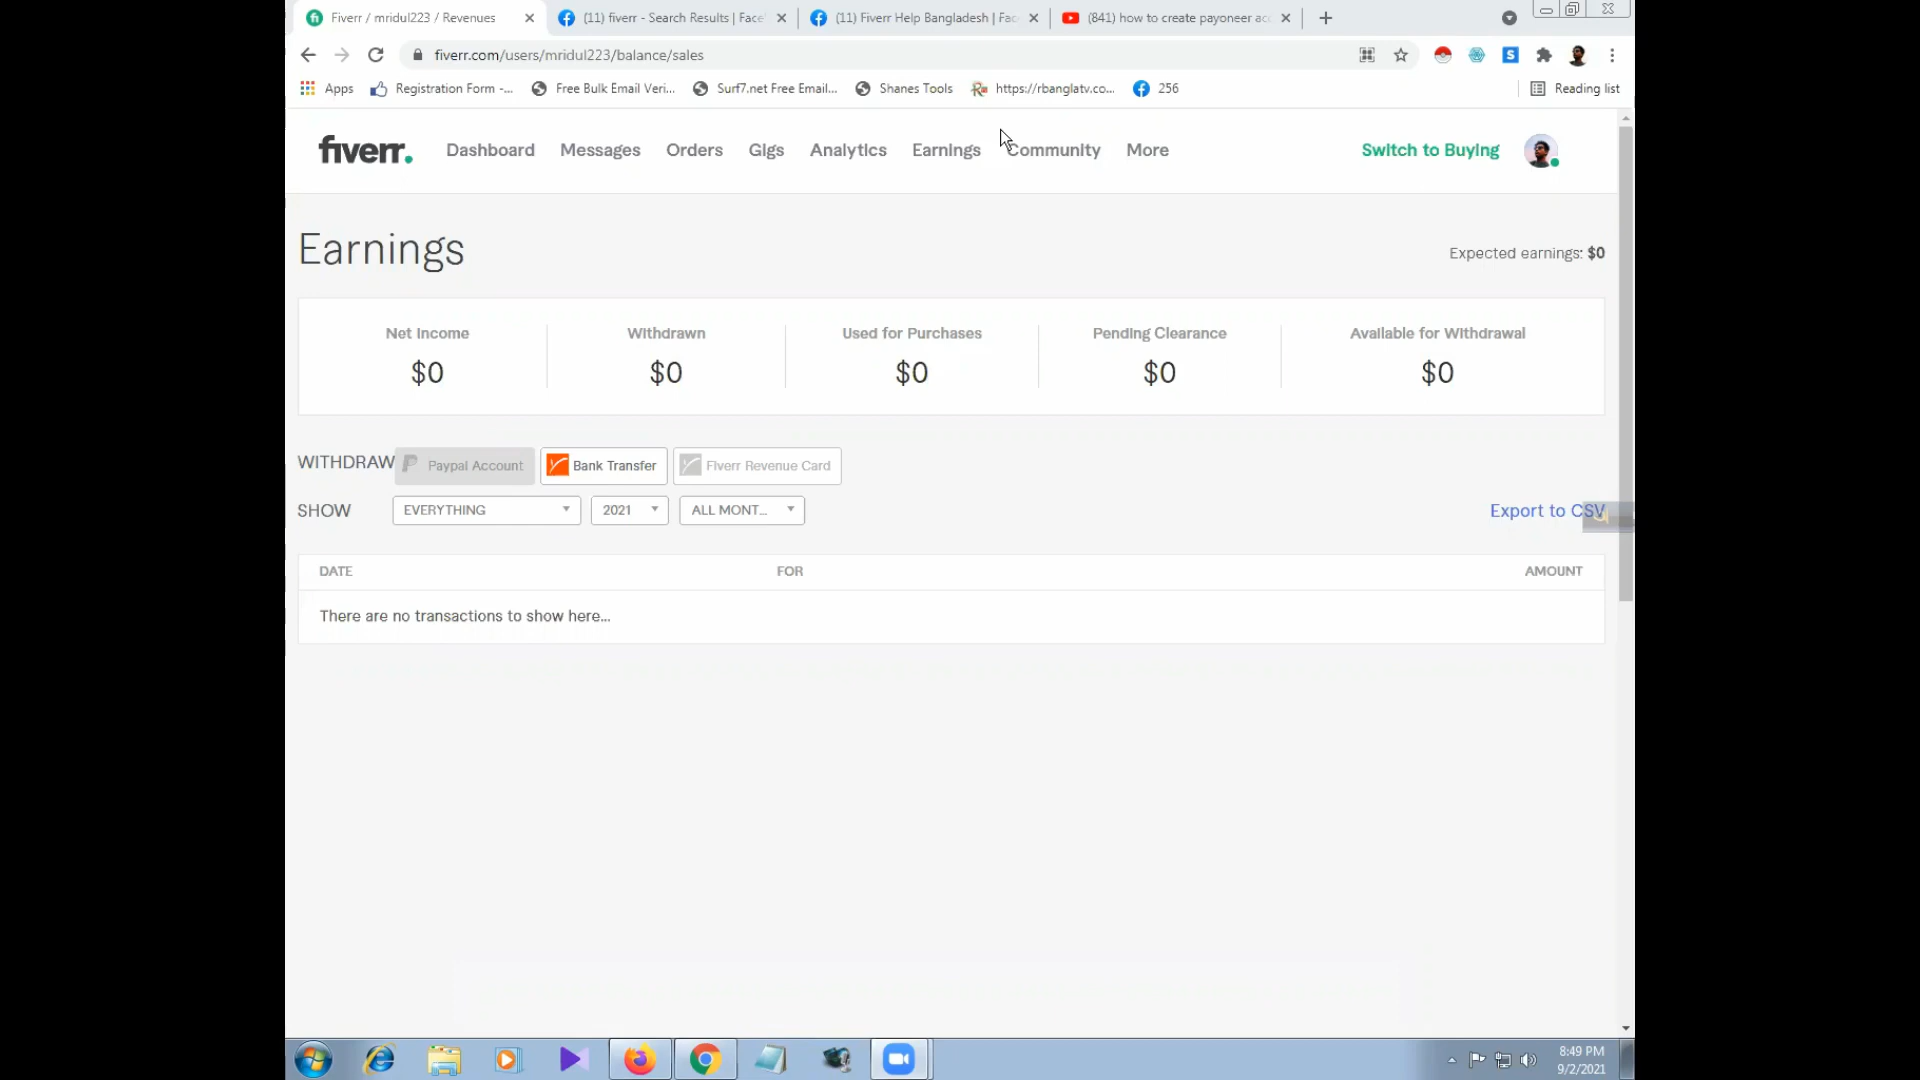 Fiverr / mridul223 / Revenues
(11) fiverr - Search Results | Face
(11) Fiverr Help Bangladesh | Fac
(841) how to create payoneer ac
fiverr.com/users/mridul223/balance/sales
Apps
Registration Form -...
Free Bulk Email Veri...
Surf7.net Free Email...
Shanes Tools
https://rbanglatv.co...
256
Reading list
fiverr.
Dashboard
Messages
Orders
Gigs
Analytics
Earnings
Community
More
Switch to Buying
Earnings
Expected earnings: $0
Net Income
Withdrawn
Used for Purchases
Pending Clearance
Available for Withdrawal
$0
$0
$0
$0
$0
WITHDRAW
Paypal Account
Bank Transfer
Fiverr Revenue Card
SHOW
EVERYTHING
2021
ALL MONT...
Export to CSV
DATE
FOR
AMOUNT
There are no transactions to show here...
8:49 PM
9/2/2021